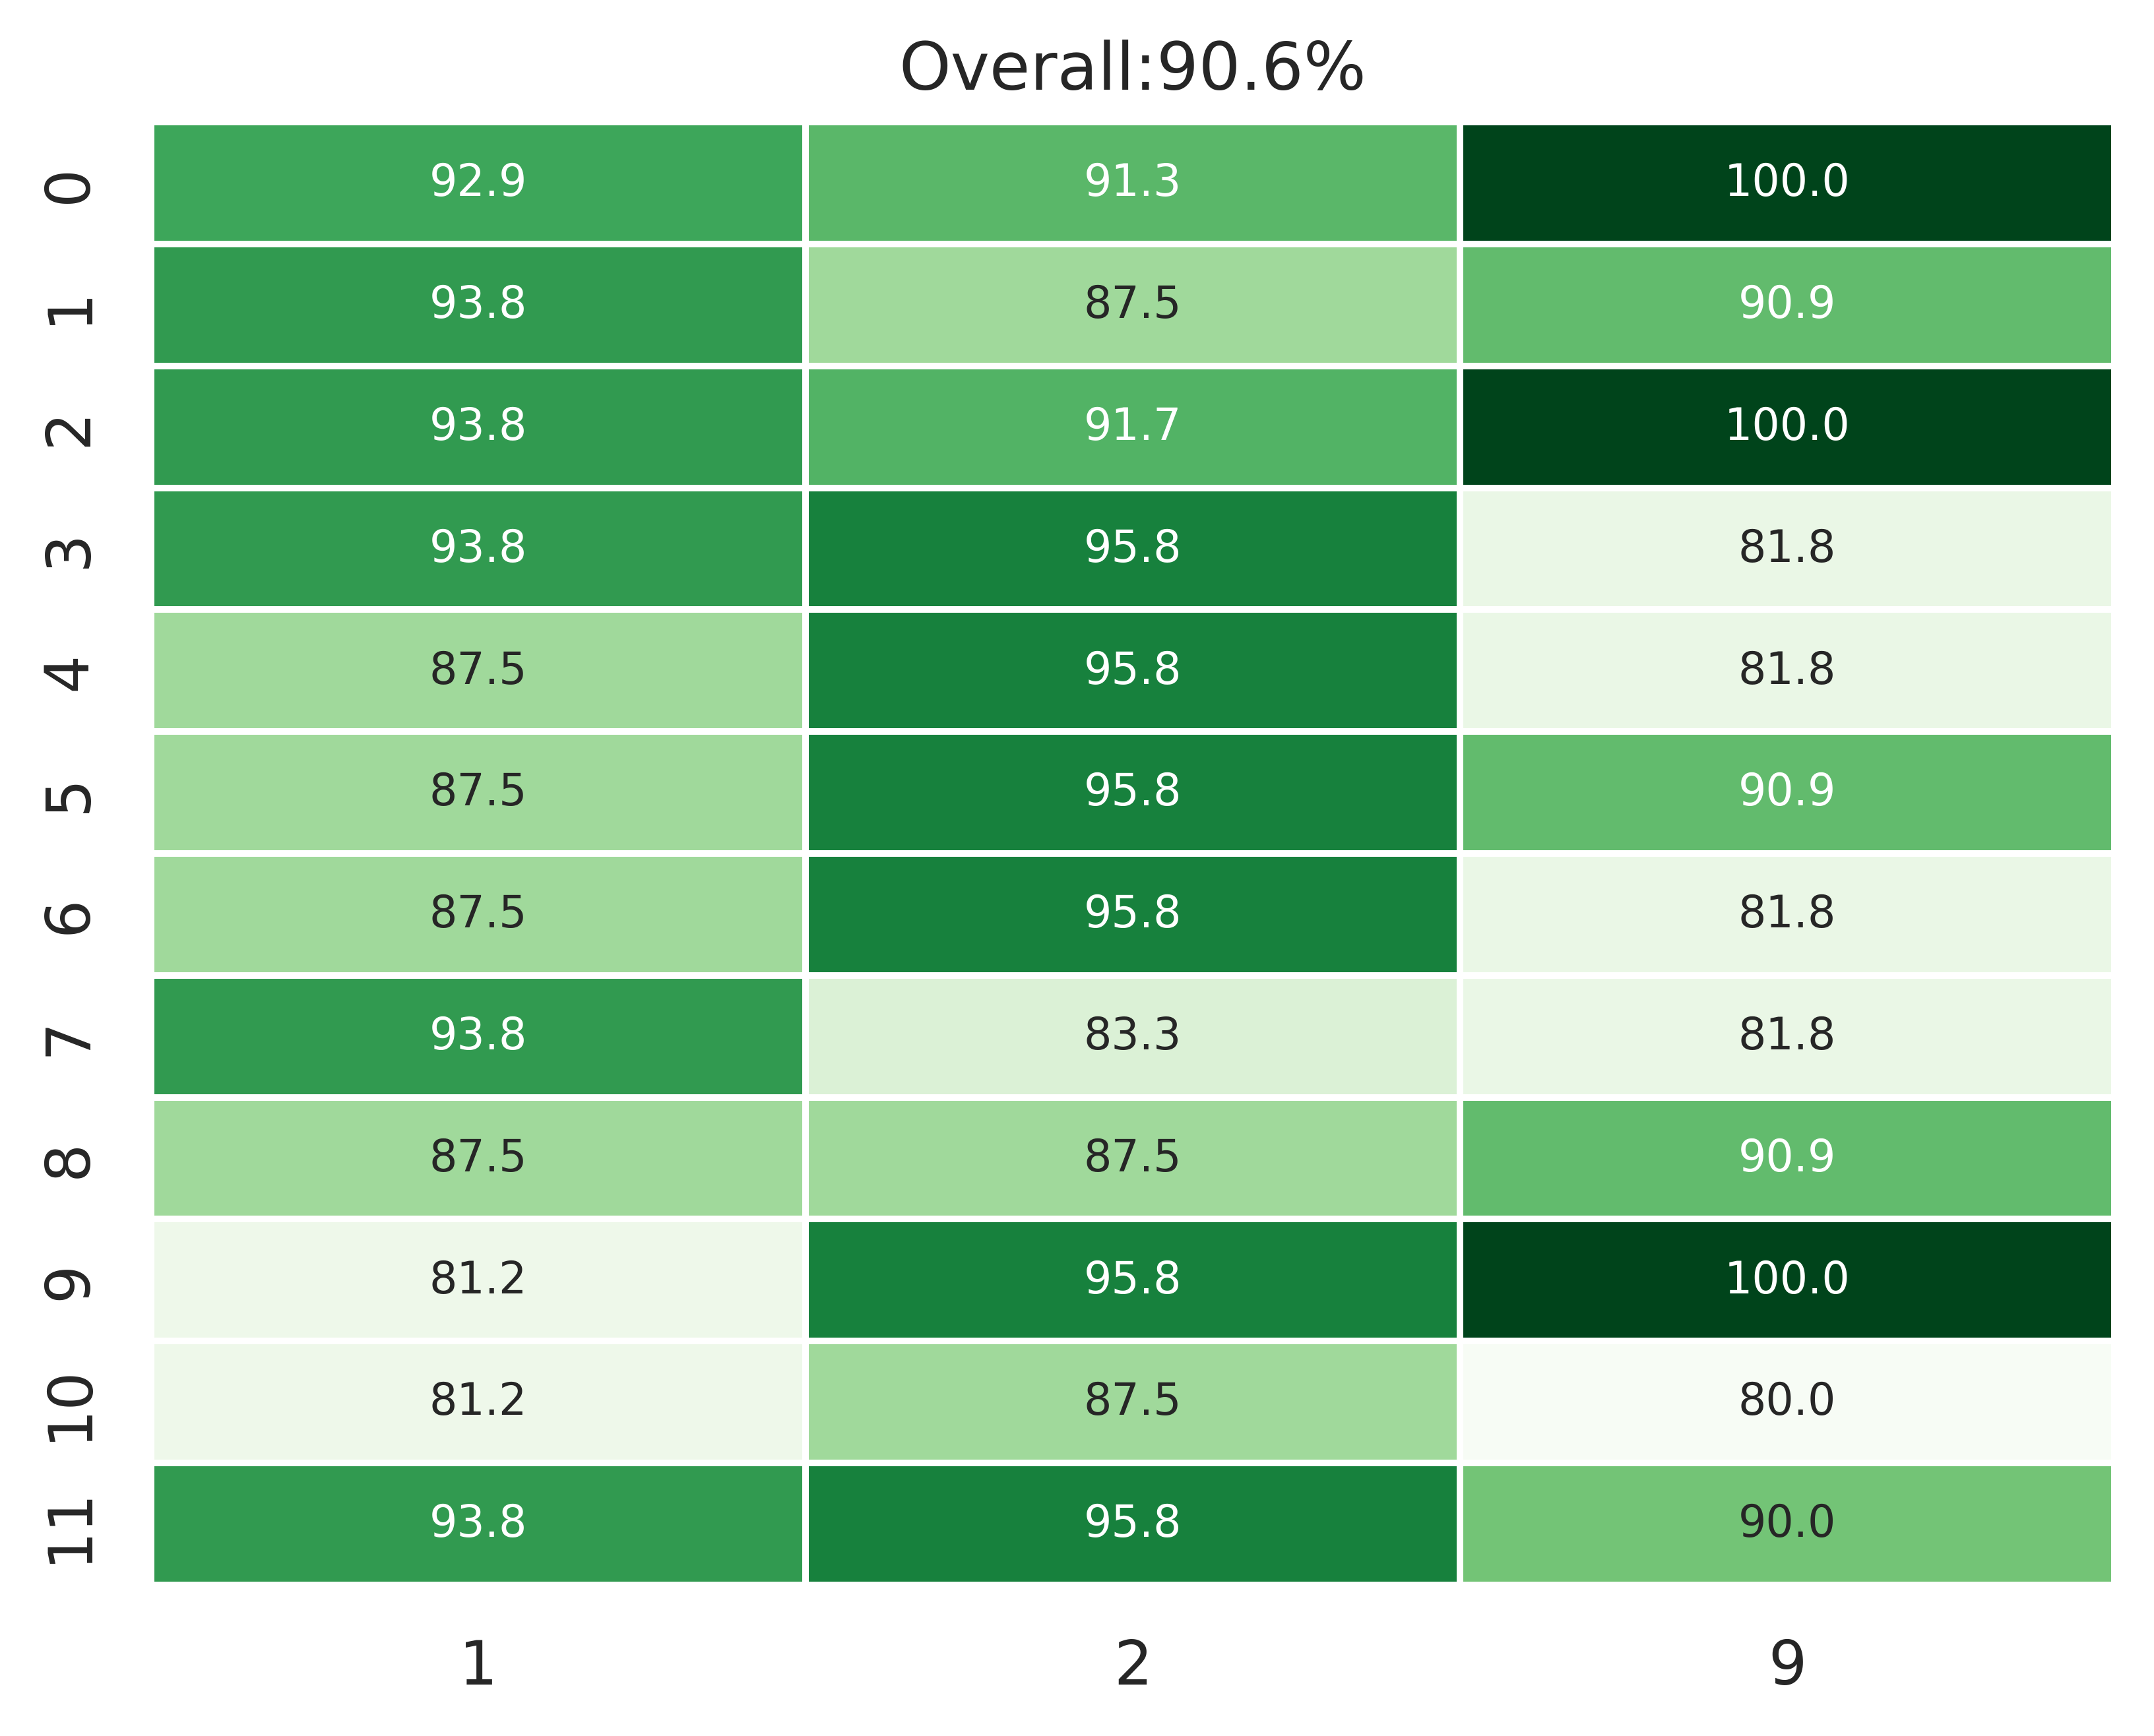 Overall:90.6%
0 92.9 91.3 100.0
1 93.8 87.5 90.9
2 93.8 91.7 100.0
3 93.8 95.8 81.8
4 87.5 95.8 81.8
5 87.5 95.8 90.9
6 87.5 95.8 81.8
7 93.8 83.3 81.8
8 87.5 87.5 90.9
9 81.2 95.8 100.0
10 81.2 87.5 80.0
11 93.8 95.8 90.0
1 2 9